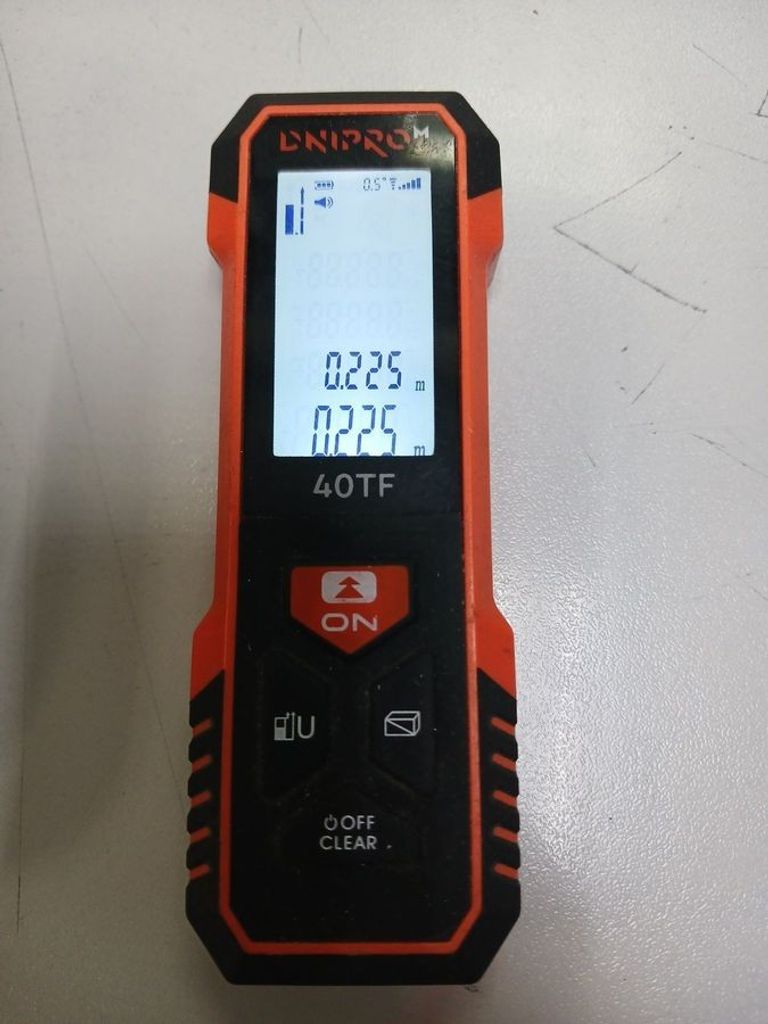 DNIPRO M
0.5°
0.225 m
0.225 m
40TF
ON
U
OFF
CLEAR